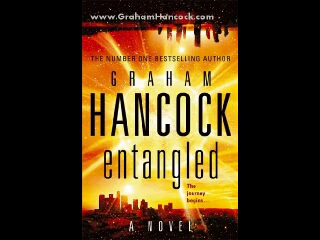 www.GrahamHancock.com
THE NUMBER ONE BESTSELLING AUTHOR
GRAHAM
HANCOCK
entangled
The
journey
begins...
A NOVEL